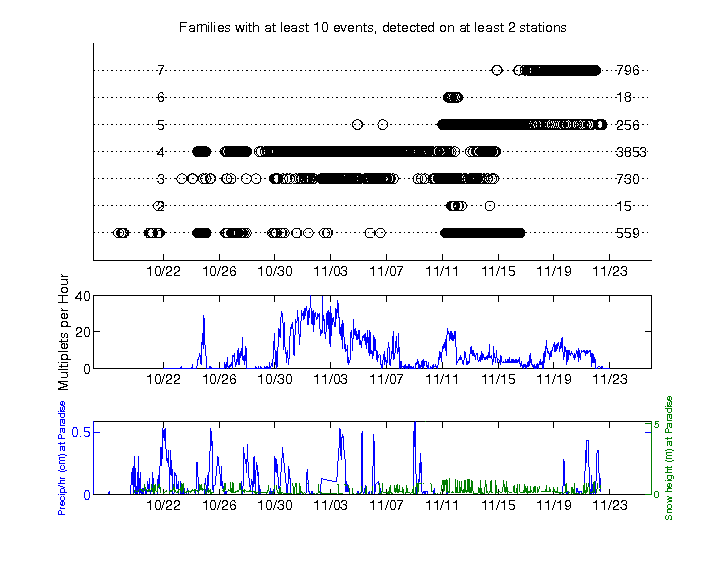 Families with at least 10 events, detected on at least 2 stations
7 796
6 18
5 256
4 3653
3 730
2 15
559
10/22 10/26 10/30 11/03 11/07 11/11 11/15 11/19 11/23
Multiplets per Hour
40
20
0
10/22 10/26 10/30 11/03 11/07 11/11 11/15 11/19 11/23
Precip/hr (cm) at Paradise
0.5
0
5
0
Snow height (m) at Paradise
10/22 10/26 10/30 11/03 11/07 11/11 11/15 11/19 11/23